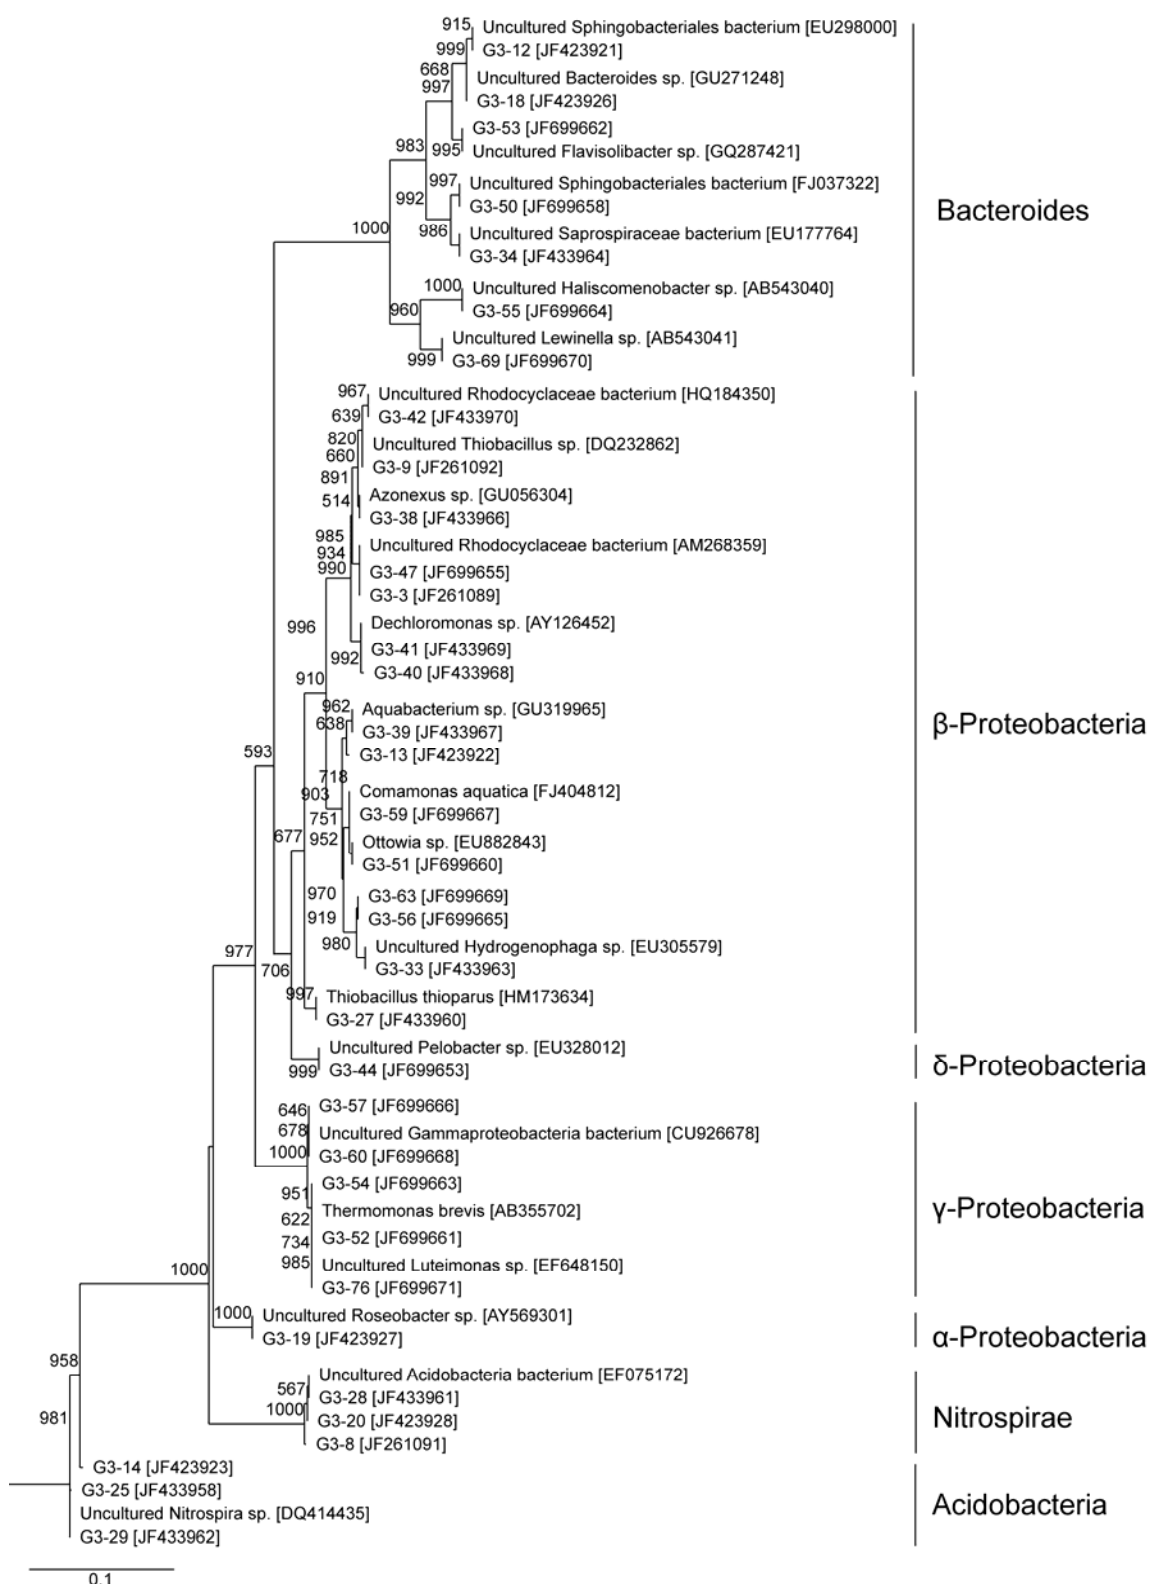 915
Uncultured Sphingobacteriales bacterium [EU298000]
999
G3-12 [JF423921]
668
Uncultured Bacteroides sp. [GU271248]
997
G3-18 [JF423926]
G3-53 [JF699662]
983
995
Uncultured Flavisolibacter sp. [GQ287421]
997
Uncultured Sphingobacteriales bacterium [FJ037322]
992
G3-50 [JF699658]
Bacteroides
1000
986
Uncultured Saprospiraceae bacterium [EU177764]
G3-34 [JF433964]
1000
Uncultured Haliscomenobacter sp. [AB543040]
960
G3-55 [JF699664]
Uncultured Lewinella sp. [AB543041]
999
G3-69 [JF699670]
967
Uncultured Rhodocyclaceae bacterium [HQ184350]
639
G3-42 [JF433970]
820
Uncultured Thiobacillus sp. [DQ232862]
660
G3-9 [JF261092]
891
514
Azonexus sp. [GU056304]
G3-38 [JF433966]
985
Uncultured Rhodocyclaceae bacterium [AM268359]
934
990
G3-47 [JF699655]
G3-3 [JF261089]
996
Dechloromonas sp. [AY126452]
992
G3-41 [JF433969]
G3-40 [JF433968]
910
962
Aquabacterium sp. [GU319965]
638
G3-39 [JF433967]
β-Proteobacteria
593
G3-13 [JF423922]
718
903
Comamonas aquatica [FJ404812]
751
G3-59 [JF699667]
677
952
Ottowia sp. [EU882843]
G3-51 [JF699660]
970
G3-63 [JF699669]
919
G3-56 [JF699665]
977
980
Uncultured Hydrogenophaga sp. [EU305579]
706
G3-33 [JF433963]
997
Thiobacillus thioparus [HM173634]
G3-27 [JF433960]
Uncultured Pelobacter sp. [EU328012]
999
G3-44 [JF699653]
δ-Proteobacteria
646
G3-57 [JF699666]
678
Uncultured Gammaproteobacteria bacterium [CU926678]
1000
G3-60 [JF699668]
951
G3-54 [JF699663]
622
Thermomonas brevis [AB355702]
γ-Proteobacteria
734
G3-52 [JF699661]
985
Uncultured Luteimonas sp. [EF648150]
1000
G3-76 [JF699671]
1000
Uncultured Roseobacter sp. [AY569301]
G3-19 [JF423927]
α-Proteobacteria
958
Uncultured Acidobacteria bacterium [EF075172]
567
G3-28 [JF433961]
1000
981
G3-20 [JF423928]
Nitrospirae
G3-8 [JF261091]
G3-14 [JF423923]
G3-25 [JF433958]
Acidobacteria
Uncultured Nitrospira sp. [DQ414435]
G3-29 [JF433962]
0.1